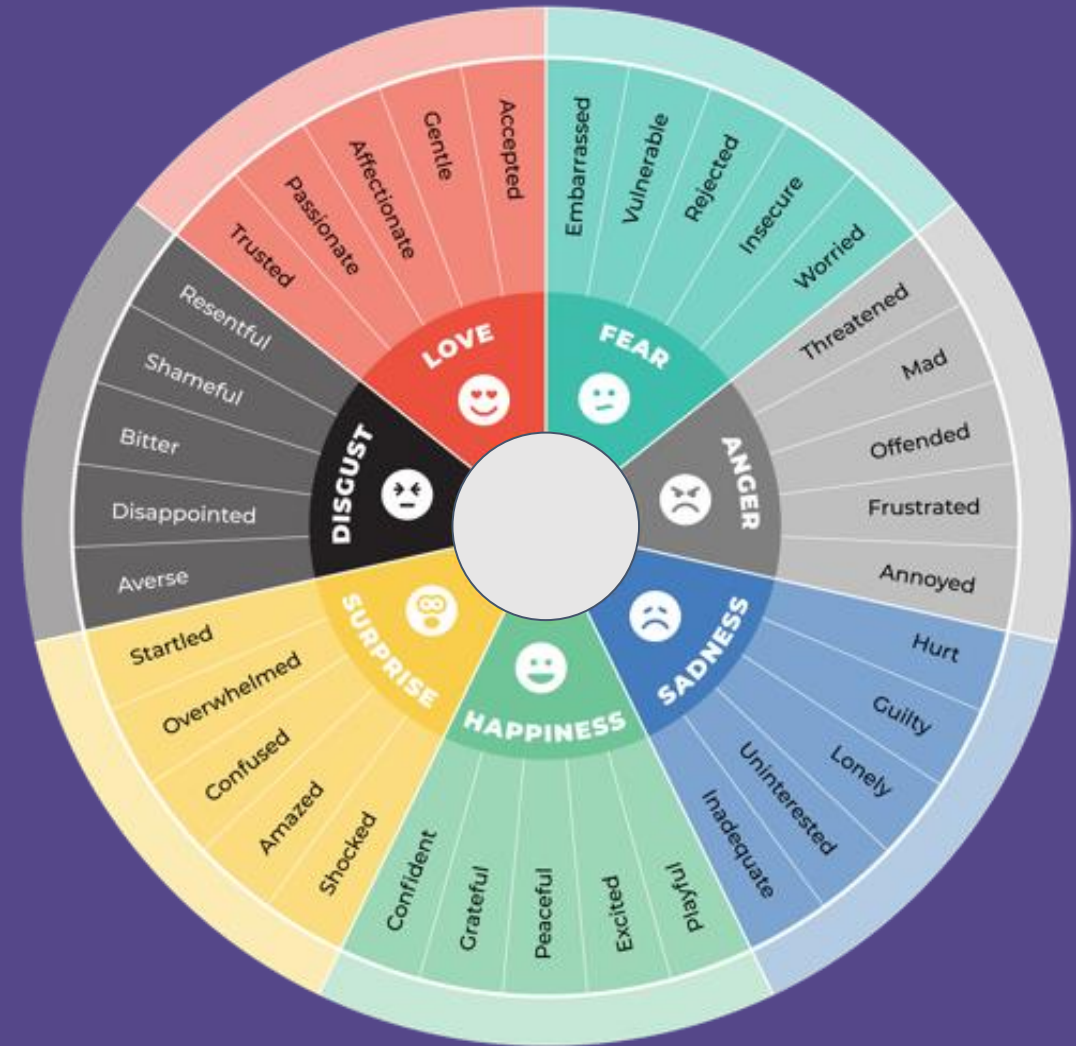 LOVE
Trusted
Passionate
Affectionate
Gentle
Accepted
FEAR
Embarrassed
Vulnerable
Rejected
Insecure
Worried
ANGER
Threatened
Mad
Offended
Frustrated
Annoyed
SADNESS
Hurt
Guilty
Lonely
Uninterested
Inadequate
HAPPINESS
Playful
Excited
Peaceful
Grateful
Confident
SURPRISE
Shocked
Amazed
Confused
Overwhelmed
Startled
DISGUST
Averse
Disappointed
Bitter
Shameful
Resentful